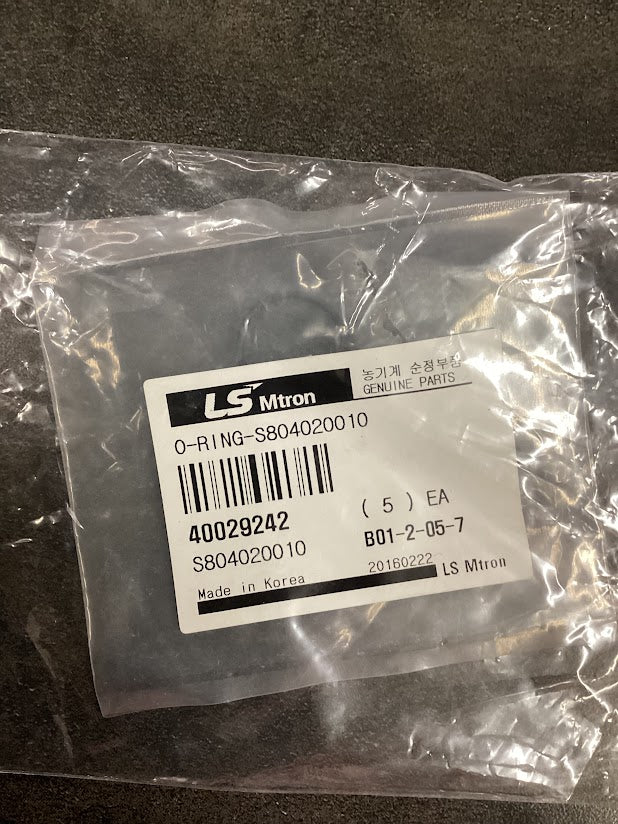 LS Mtron
농기계 순정부품
GENUINE PARTS
O-RING-S804020010
40029242
( 5 ) EA
S804020010
B01-2-05-7
Made in Korea
20160222
LS Mtron